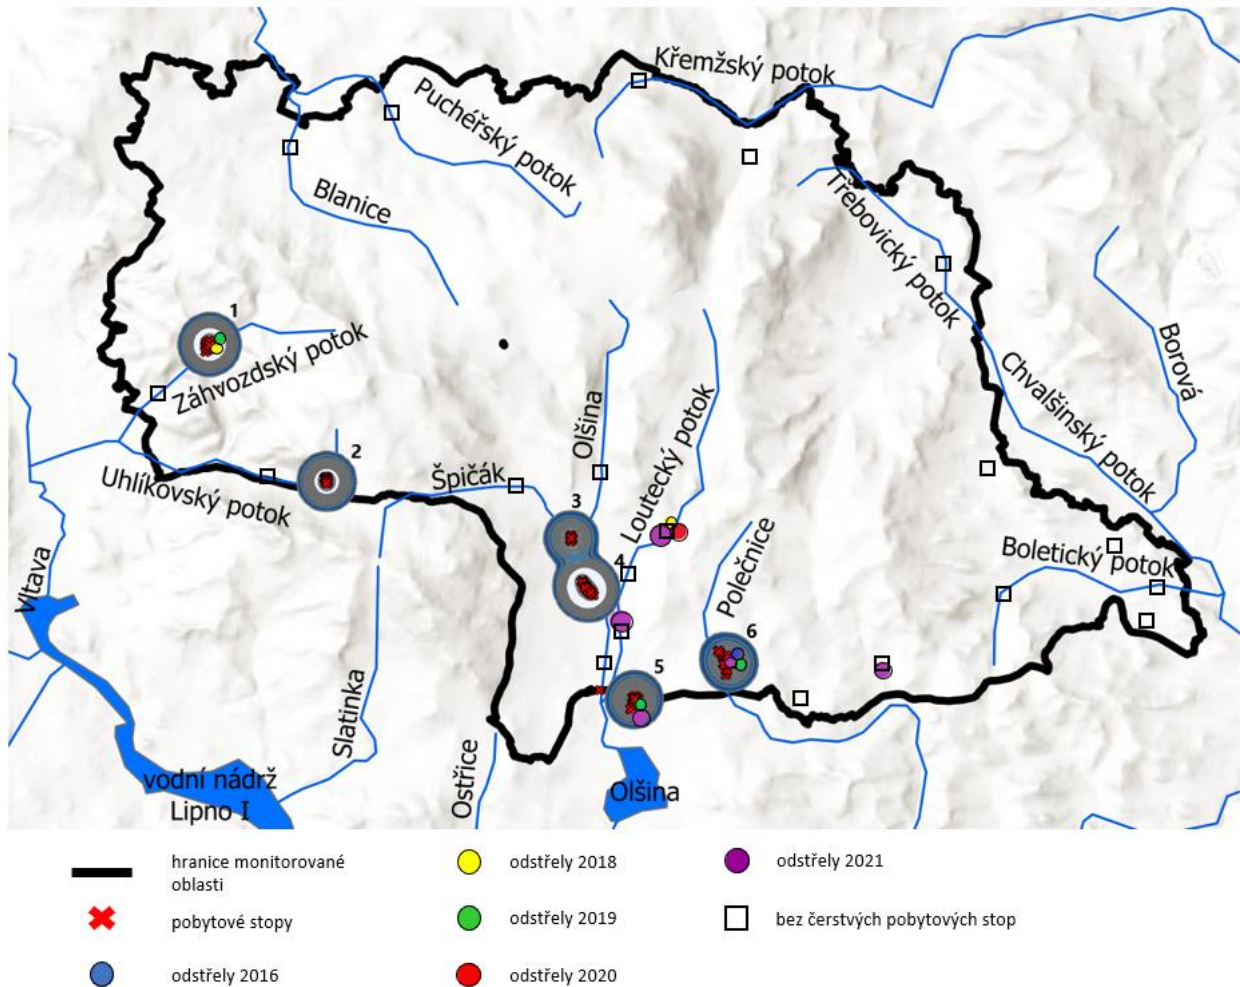 Křemžský potok
Puchéřský potok
Blanice
Třebovický potok
1
Záhvozdský potok
Chvalšinský potok
Borová
2
Uhlíkovský potok
Špičák
Olšina
Loutecký potok
3
4
Polečnice
Boletický potok
Vltava
5
6
Slatinka
Ostřice
vodní nádrž
Lipno I
Olšina
hranice monitorované
oblasti
pobytové stopy
odstřely 2016
odstřely 2018
odstřely 2019
odstřely 2020
odstřely 2021
bez čerstvých pobytových stop